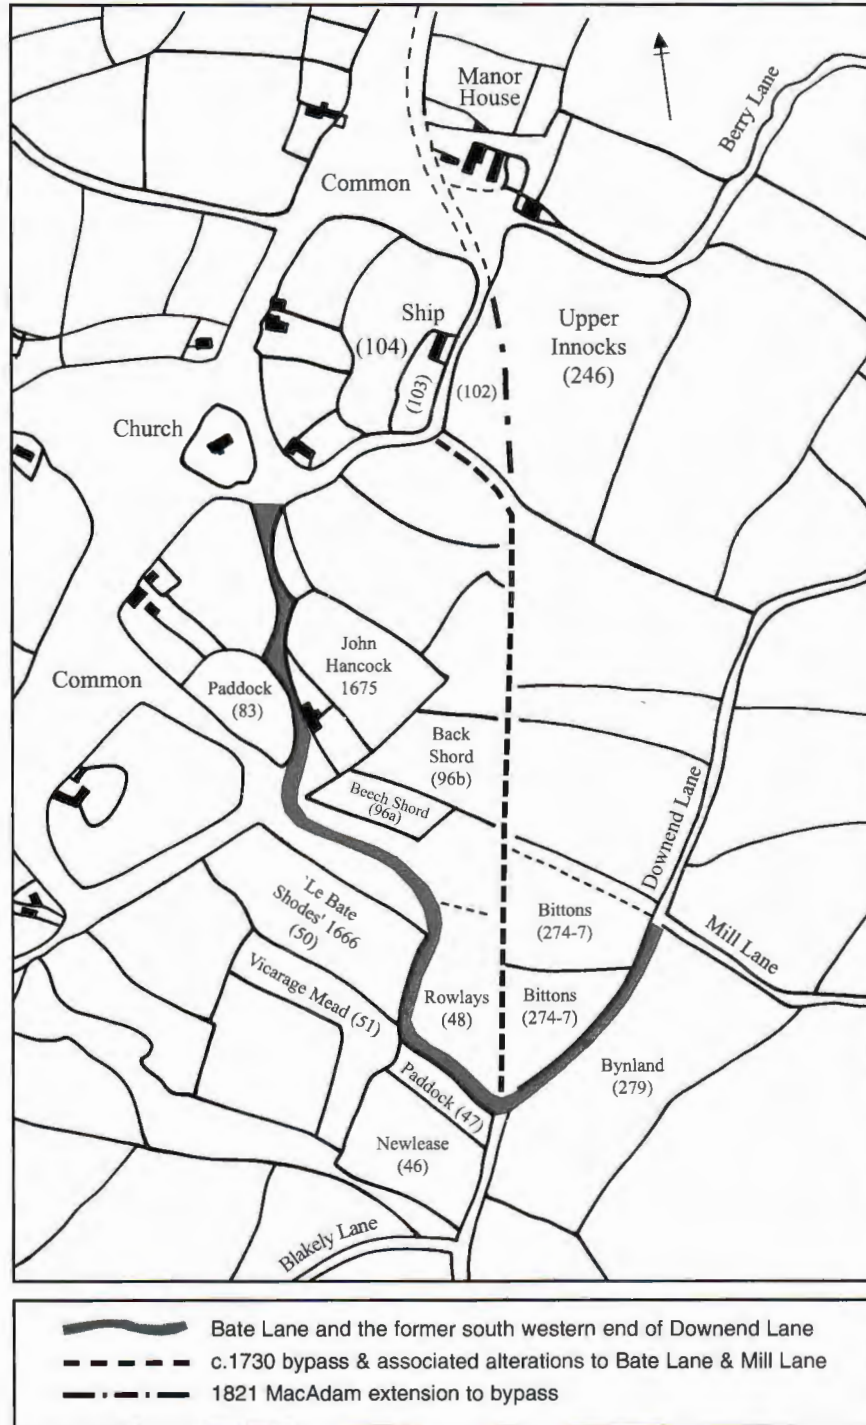 Manor
House
Berry Lane
Common
Ship
(104)
(103)
(102)
Upper
Innocks
(246)
Church
John
Hancock
1675
Common
Paddock
(83)
Back
Shord
(96b)
Beech Shord
(96a)
Downend Lane
'Le Bate
Shodes' 1666
(50)
Bittons
(274-7)
Mill Lane
Vicarage Mead (51)
Rowlays
(48)
Bittons
(274-7)
Bynland
(279)
Paddock (47)
Newlease
(46)
Blakely Lane
Bate Lane and the former south western end of Downend Lane
c.1730 bypass & associated alterations to Bate Lane & Mill Lane
1821 MacAdam extension to bypass